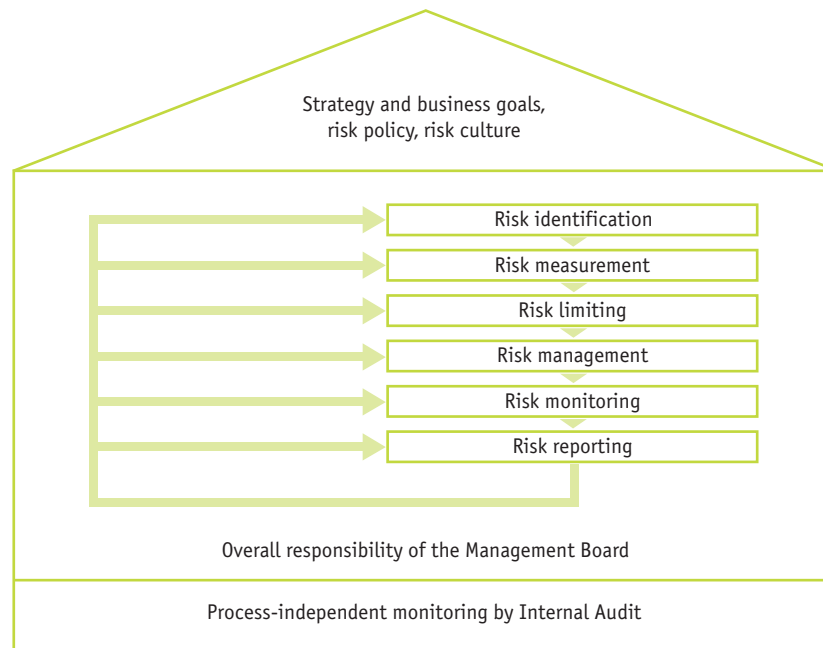 Strategy and business goals,
risk policy, risk culture
Risk identification
Risk measurement
Risk limiting
Risk management
Risk monitoring
Risk reporting
Overall responsibility of the Management Board
Process-independent monitoring by Internal Audit